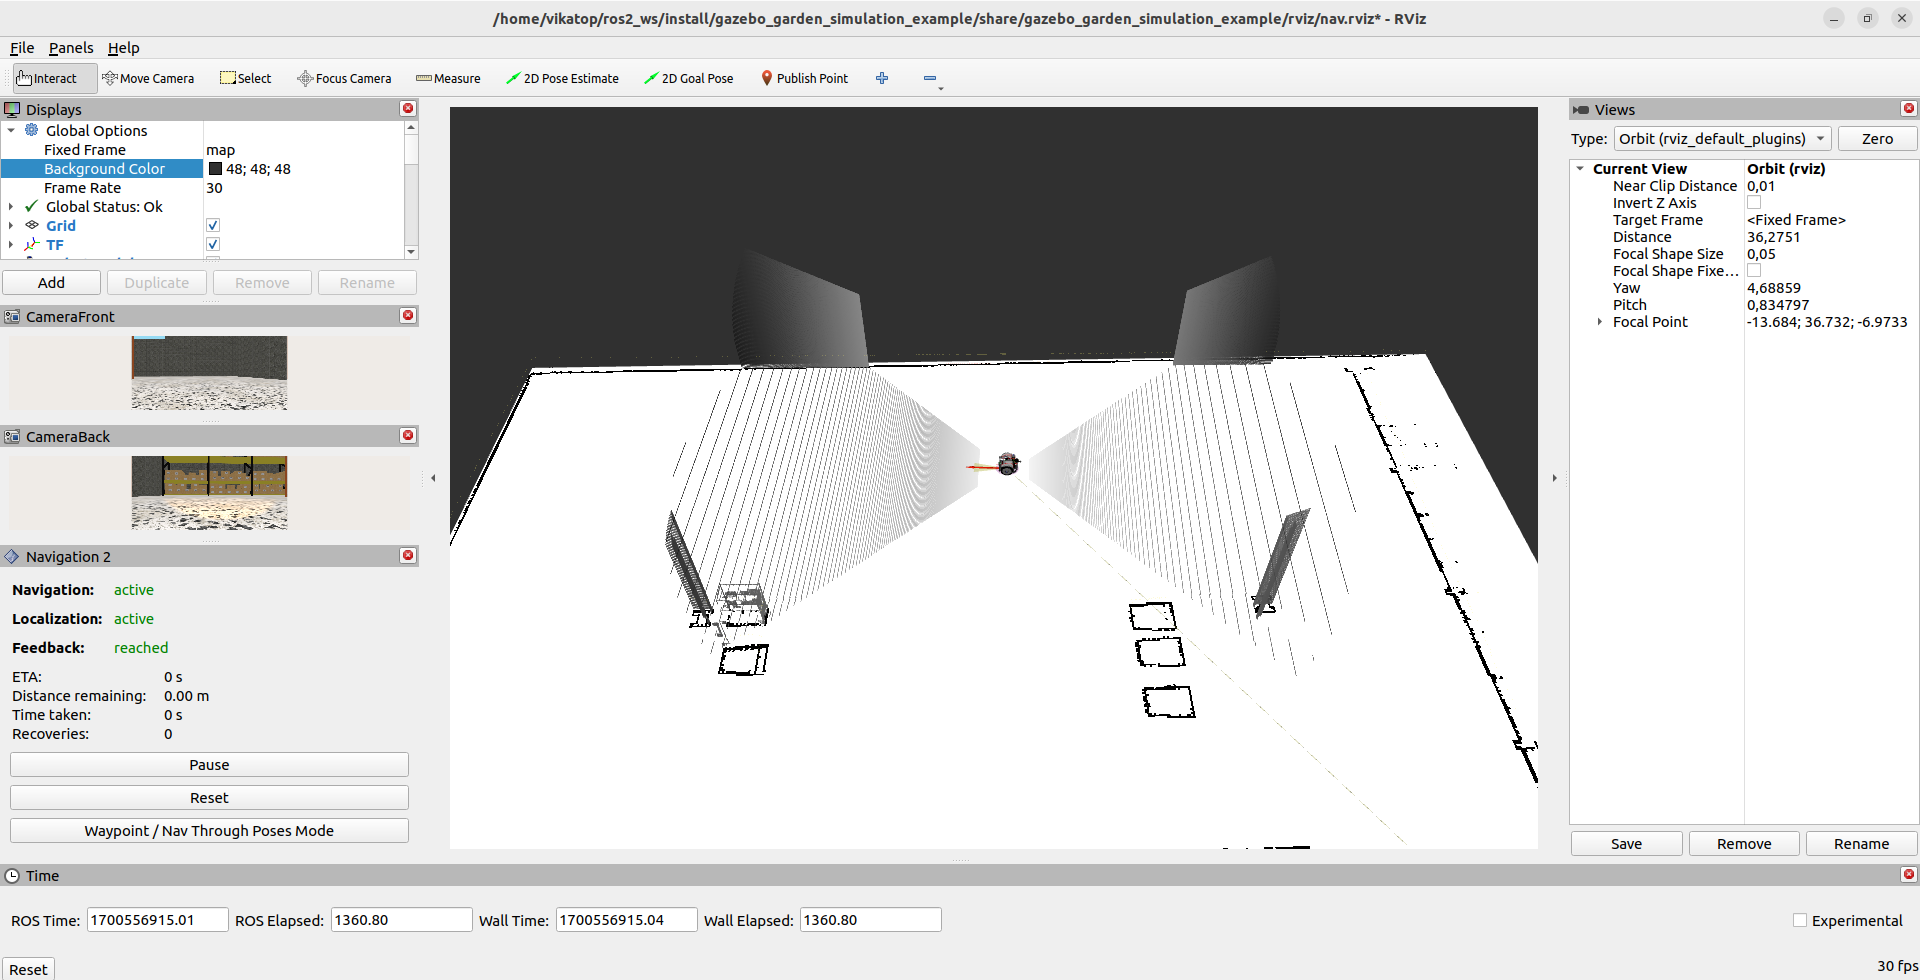 /home/vikatop/ros2_ws/install/gazebo_garden_simulation_example/share/gazebo_garden_simulation_example/rviz/nav.rviz* - RViz
File Panels Help
Interact Move Camera Select Focus Camera Measure 2D Pose Estimate 2D Goal Pose Publish Point
Displays
Global Options
Fixed Frame map
Background Color 48; 48; 48
Frame Rate 30
Global Status: Ok
Grid
TF
Add Duplicate Remove Rename
CameraFront
CameraBack
Navigation 2
Navigation: active
Localization: active
Feedback: reached
ETA: 0 s
Distance remaining: 0.00 m
Time taken: 0 s
Recoveries: 0
Pause
Reset
Waypoint / Nav Through Poses Mode
Views
Type: Orbit (rviz_default_plugins) Zero
Current View Orbit (rviz)
Near Clip Distance 0,01
Invert Z Axis
Target Frame <Fixed Frame>
Distance 36,2751
Focal Shape Size 0,05
Focal Shape Fixe...
Yaw 4,68859
Pitch 0,834797
Focal Point -13.684; 36.732; -6.9733
Save Remove Rename
Time
ROS Time: 1700556915.01 ROS Elapsed: 1360.80 Wall Time: 1700556915.04 Wall Elapsed: 1360.80 Experimental
Reset 30 fps